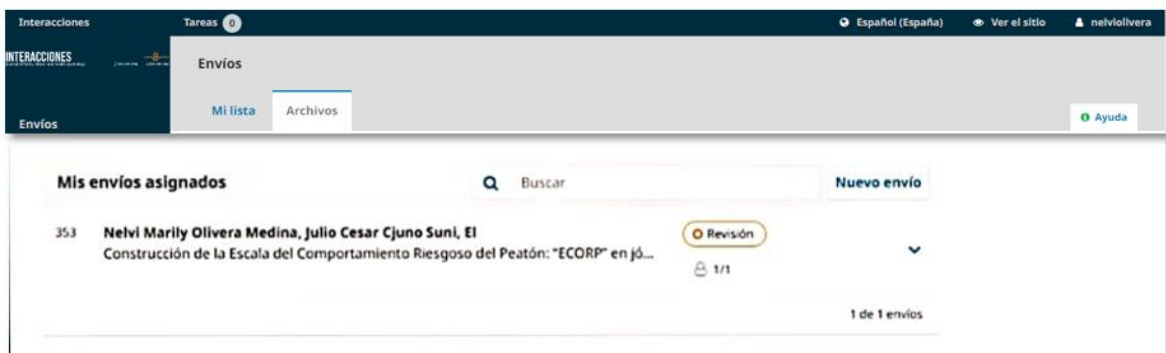 Interacciones Tareas 0 Español (España) Ver el sitio nelviolivera
INTERACCIONES
Envíos
Mi lista Archivos
Envíos Ayuda
Mis envíos asignados Buscar Nuevo envío
353 Nelvi Marily Olivera Medina, Julio Cesar Cjuno Suni, El Revisión
Construcción de la Escala del Comportamiento Riesgoso del Peatón: "ECORP" en jó...
1/1
1 de 1 envíos